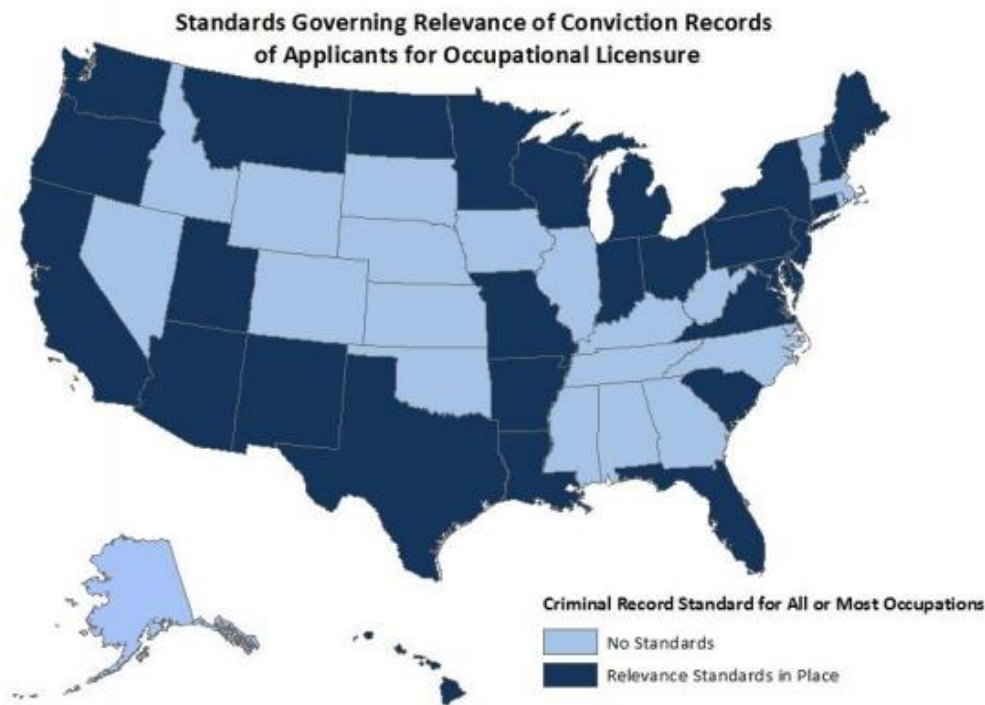 Standards Governing Relevance of Conviction Records
of Applicants for Occupational Licensure
Criminal Record Standard for All or Most Occupations
No Standards
Relevance Standards in Place